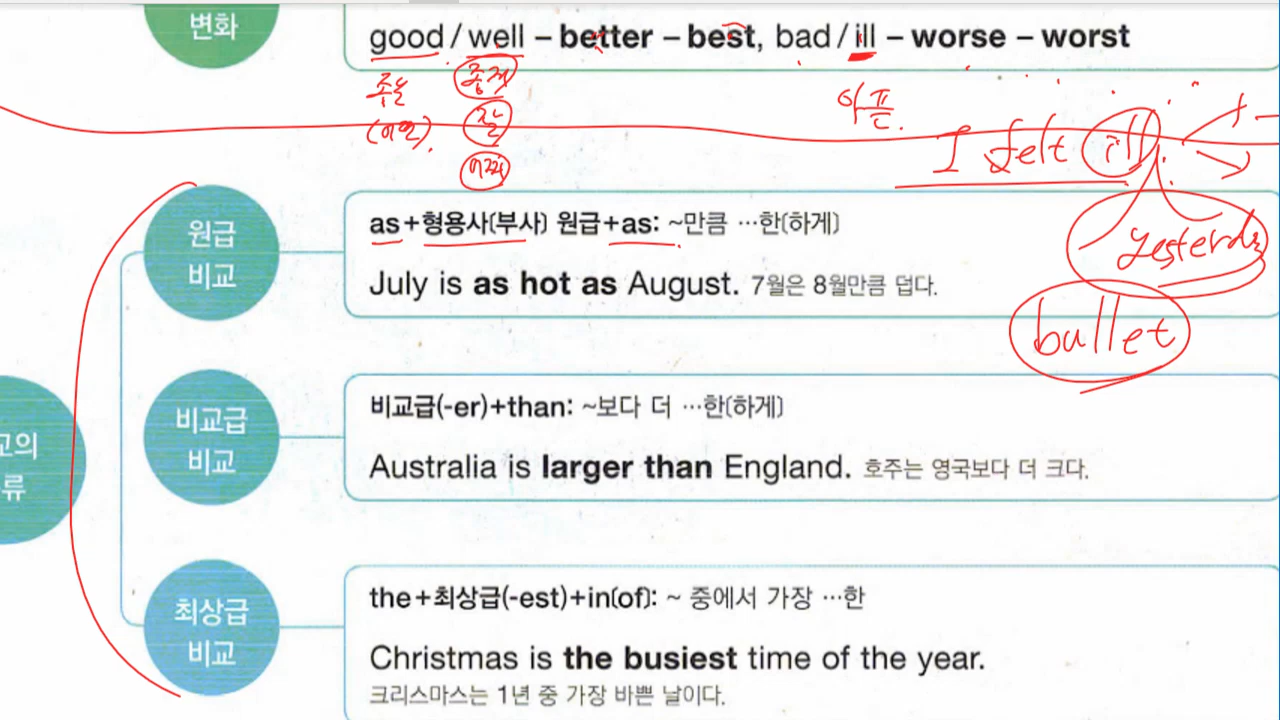 변화
good / well – better – best, bad / ill – worse – worst
좋은
잘
아픈
I felt ill
yesterday
bullet
원급
비교
as+형용사(부사) 원급+as: ~만큼 …한(하게)
July is as hot as August. 7월은 8월만큼 덥다.
교의
류
비교급
비교
비교급(-er)+than: ~보다 더 …한(하게)
Australia is larger than England. 호주는 영국보다 더 크다.
최상급
비교
the+최상급(-est)+in(of): ~ 중에서 가장 …한
Christmas is the busiest time of the year.
크리스마스는 1년 중 가장 바쁜 날이다.